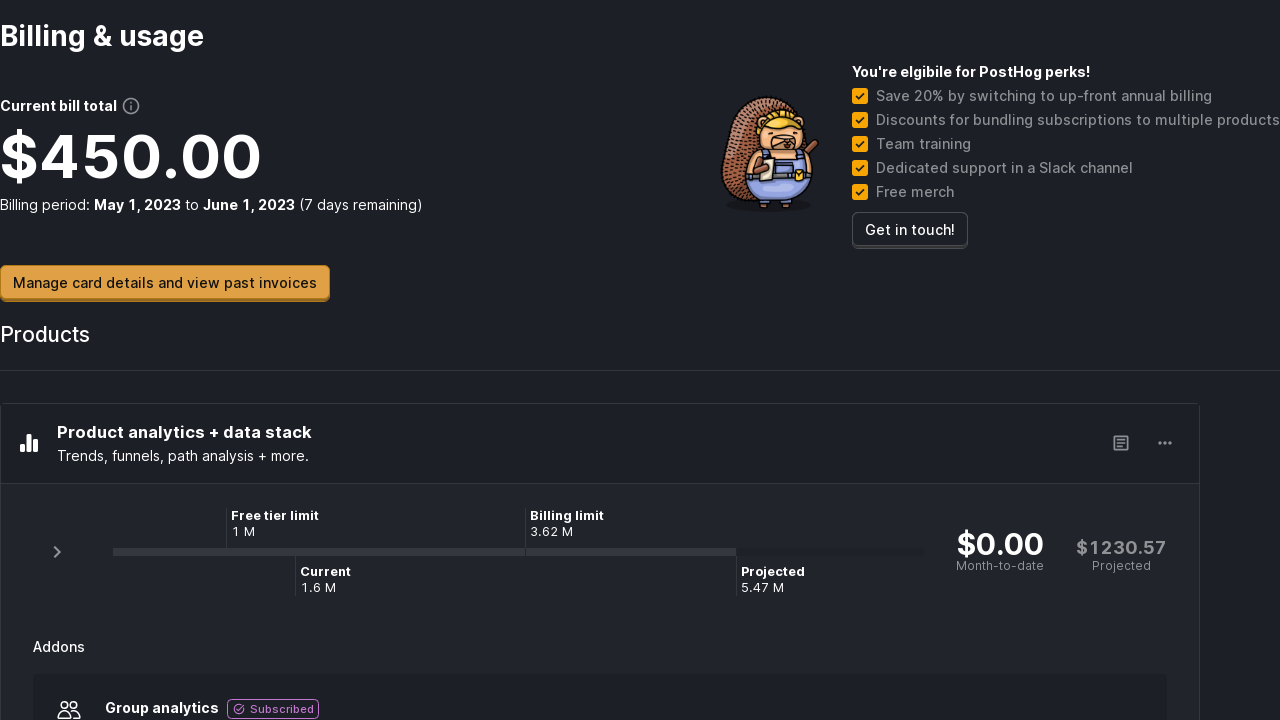 Billing & usage
Current bill total
$450.00
Billing period: May 1, 2023 to June 1, 2023 (7 days remaining)
You're elgibile for PostHog perks!
Save 20% by switching to up-front annual billing
Discounts for bundling subscriptions to multiple products
Team training
Dedicated support in a Slack channel
Free merch
Get in touch!
Manage card details and view past invoices
Products
Product analytics + data stack
Trends, funnels, path analysis + more.
Free tier limit
1 M
Billing limit
3.62 M
Current
1.6 M
Projected
5.47 M
$0.00
Month-to-date
$1230.57
Projected
Addons
Group analytics
Subscribed